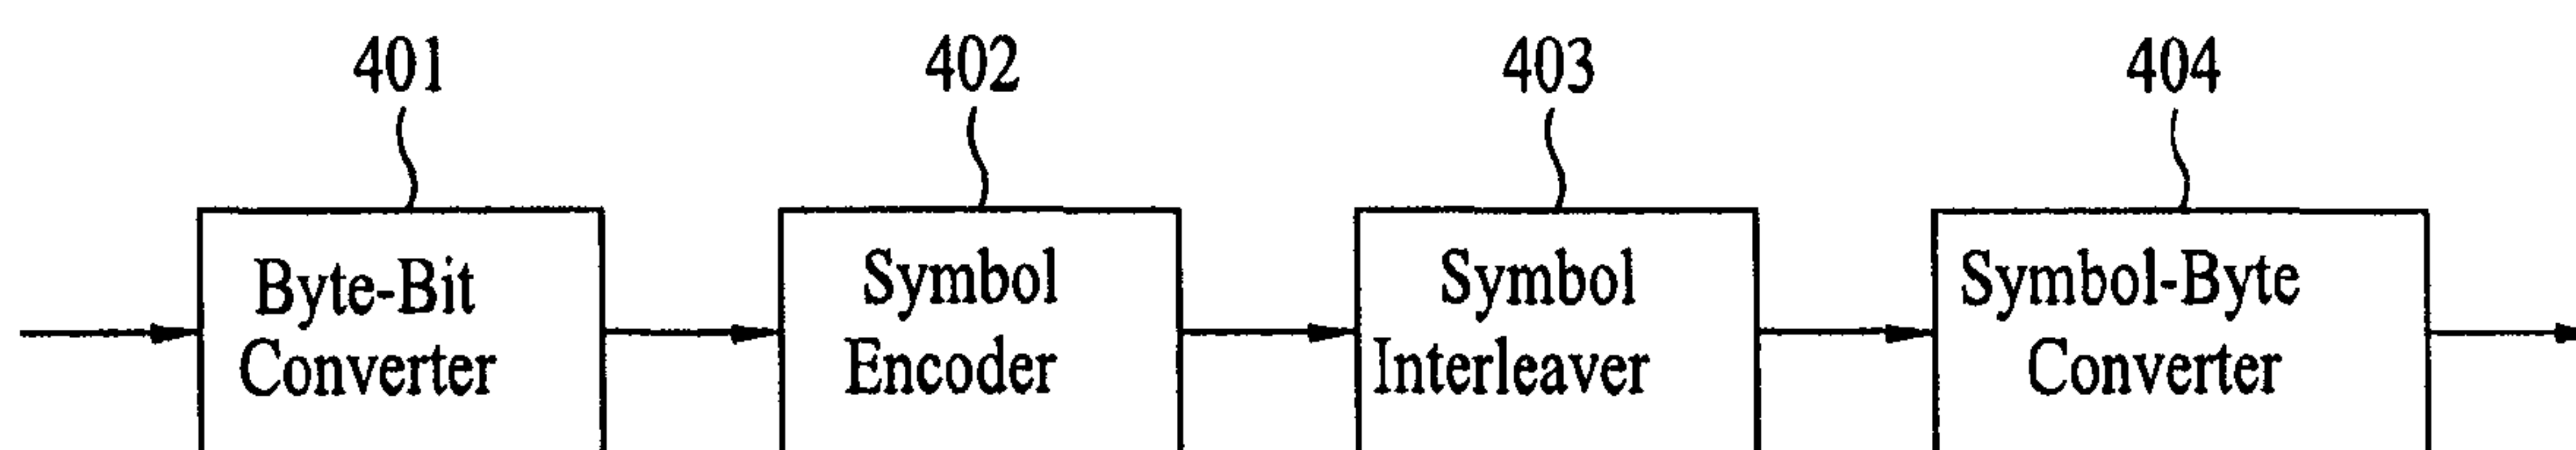 401
402
403
404
Byte-Bit
Converter
Symbol
Encoder
Symbol
Interleaver
Symbol-Byte
Converter